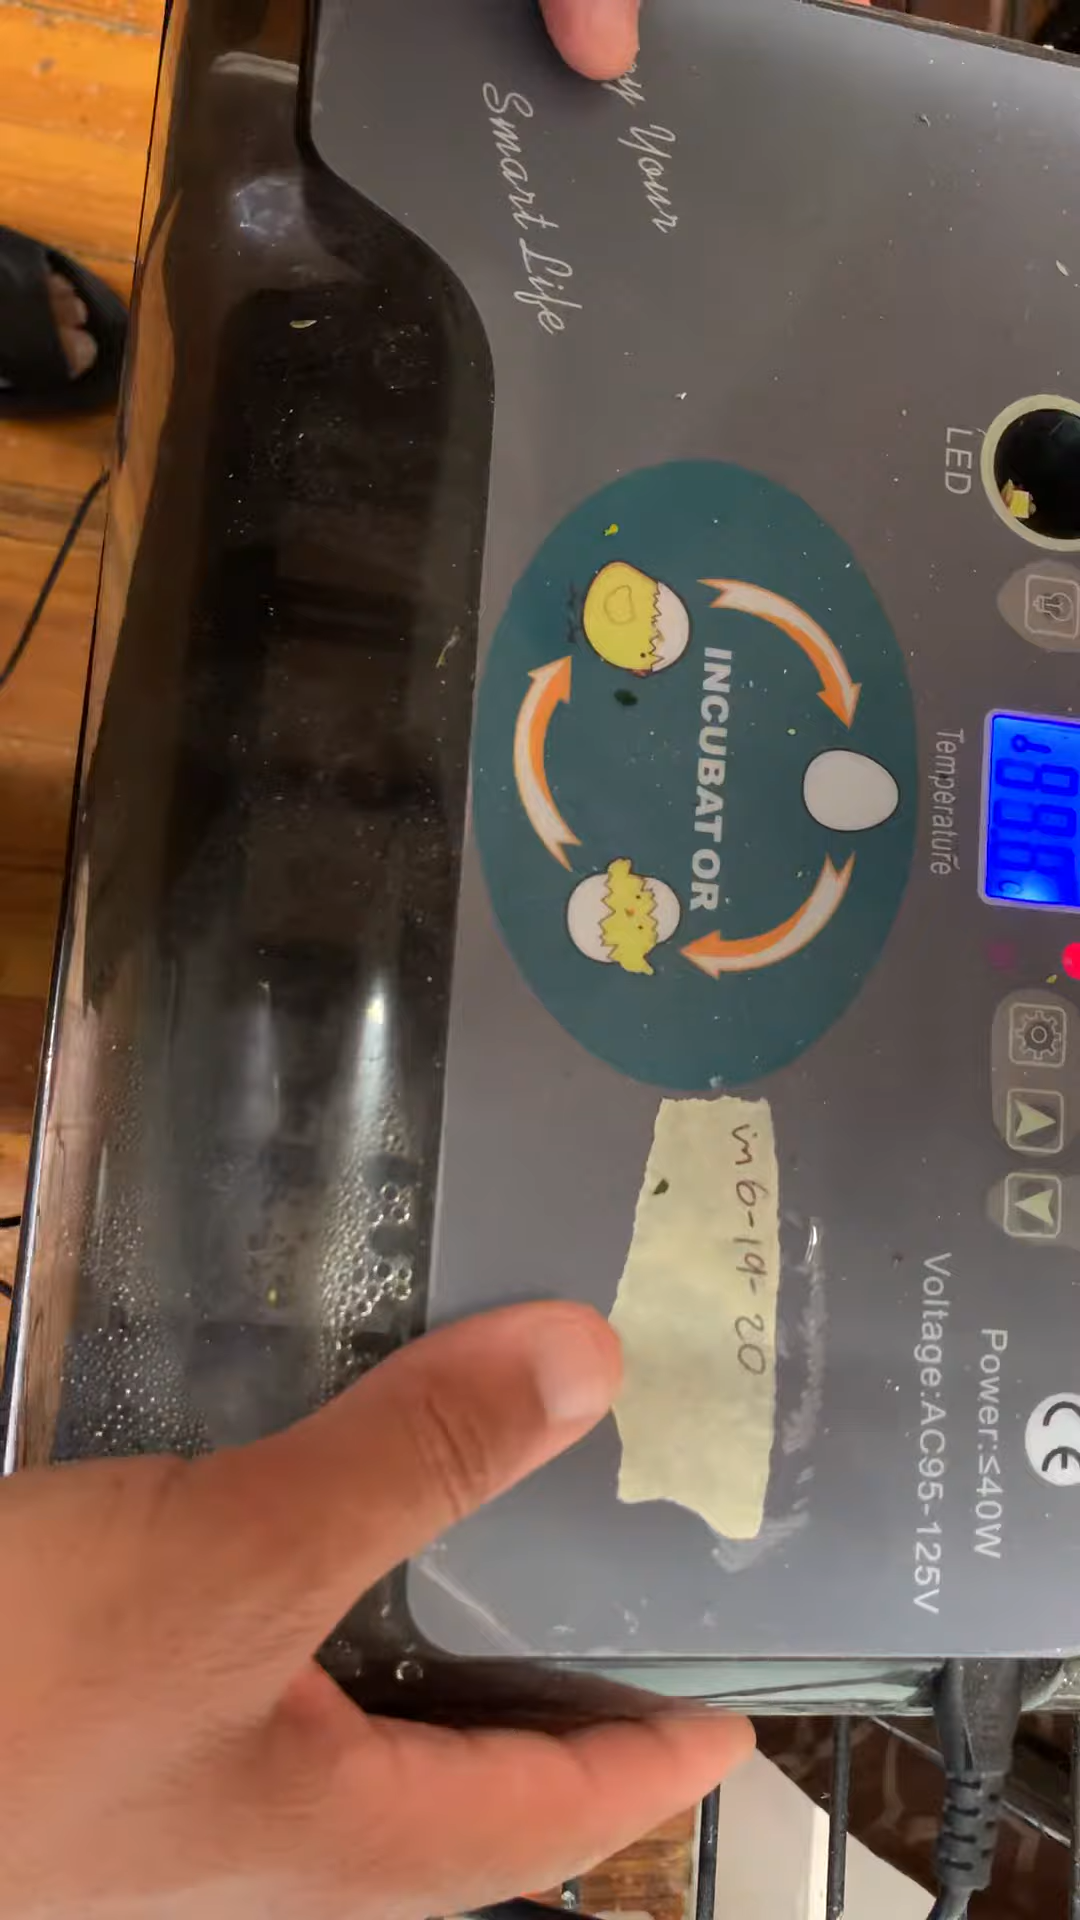 Your
Smart Life
LED
INCUBATOR
Temperature
in 6-19-20
Power:≤40W
Voltage:AC95-125V
CE